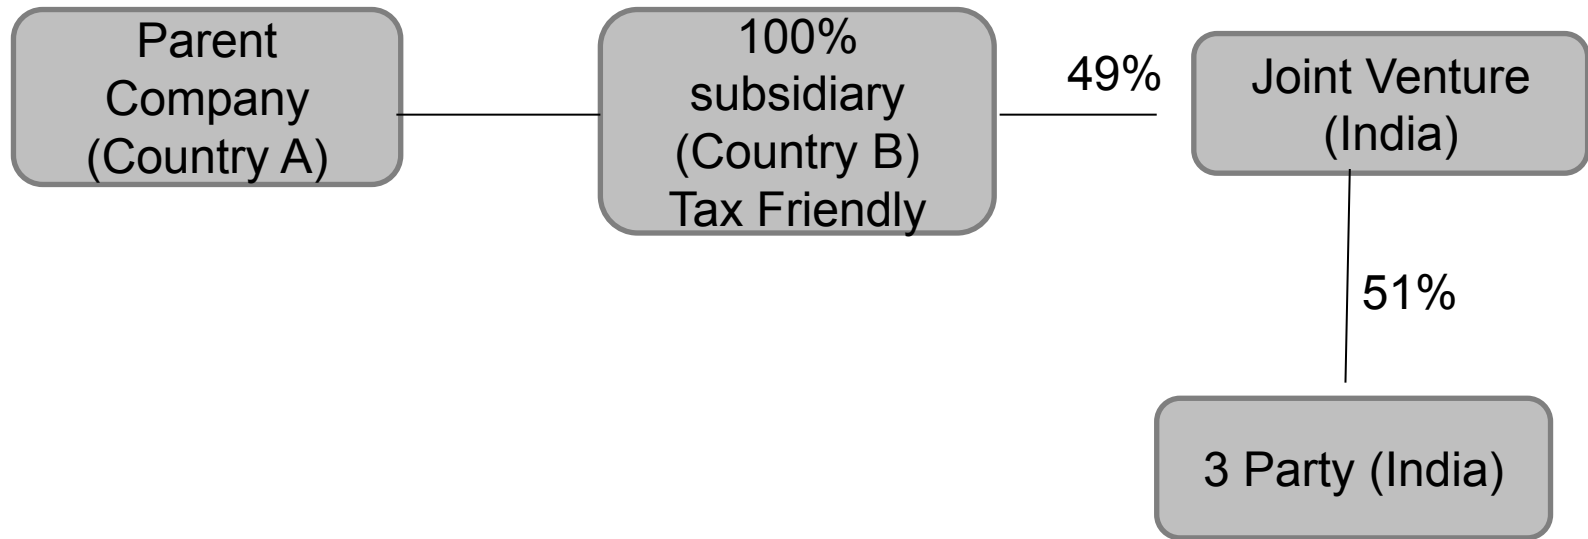 Parent
Company
(Country A)
100%
subsidiary
(Country B)
Tax Friendly
49%
Joint Venture
(India)
51%
3 Party (India)